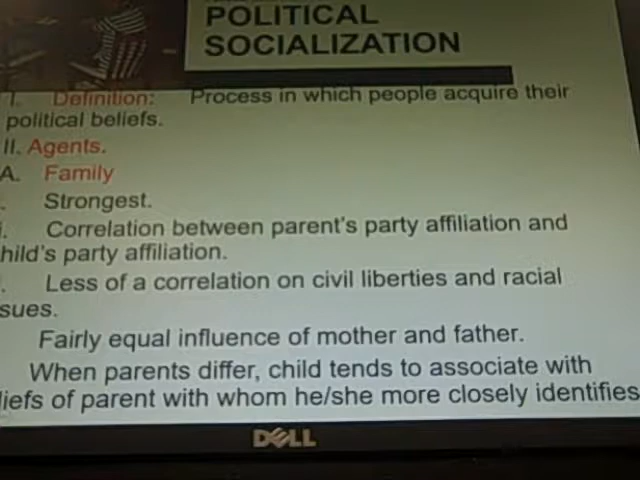 POLITICAL
SOCIALIZATION
I. Definition: Process in which people acquire their
political beliefs.
II. Agents.
A. Family
. Strongest.
i. Correlation between parent's party affiliation and
hild's party affiliation.
. Less of a correlation on civil liberties and racial
sues.
Fairly equal influence of mother and father.
When parents differ, child tends to associate with
liefs of parent with whom he/she more closely identifies
DELL